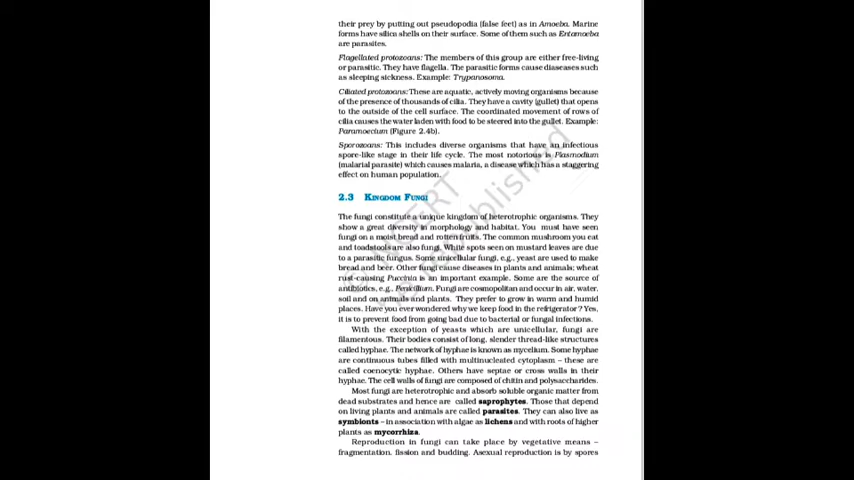 their prey by putting out pseudopodia (false feet) as in Amoeba. Marine
forms have silica shells on their surface. Some of them such as Entamoeba
are parasites.
Flagellated protozoans: The members of this group are either free-living
or parasitic. They have flagella. The parasitic forms cause diaseases such
as sleeping sickness. Example: Trypanosoma.
Ciliated protozoans: These are aquatic, actively moving organisms because
of the presence of thousands of cilia. They have a cavity (gullet) that opens
to the outside of the cell surface. The coordinated movement of rows of
cilia causes the water laden with food to be steered into the gullet. Example:
Paramoecium (Figure 2.4b).
Sporozoans: This includes diverse organisms that have an infectious
spore-like stage in their life cycle. The most notorious is Plasmodium
(malarial parasite) which causes malaria, a disease which has a staggering
effect on human population.
2.3 KINGDOM FUNGI
The fungi constitute a unique kingdom of heterotrophic organisms. They
show a great diversity in morphology and habitat. You must have seen
fungi on a moist bread and rotten fruits. The common mushroom you eat
and toadstools are also fungi. White spots seen on mustard leaves are due
to a parasitic fungus. Some unicellular fungi, e.g., yeast are used to make
bread and beer. Other fungi cause diseases in plants and animals; wheat
rust-causing Puccinia is an important example. Some are the source of
antibiotics, e.g., Penicillium. Fungi are cosmopolitan and occur in air, water,
soil and on animals and plants. They prefer to grow in warm and humid
places. Have you ever wondered why we keep food in the refrigerator ? Yes,
it is to prevent food from going bad due to bacterial or fungal infections.
With the exception of yeasts which are unicellular, fungi are
filamentous. Their bodies consist of long, slender thread-like structures
called hyphae. The network of hyphae is known as mycelium. Some hyphae
are continuous tubes filled with multinucleated cytoplasm – these are
called coenocytic hyphae. Others have septae or cross walls in their
hyphae. The cell walls of fungi are composed of chitin and polysaccharides.
Most fungi are heterotrophic and absorb soluble organic matter from
dead substrates and hence are called saprophytes. Those that depend
on living plants and animals are called parasites. They can also live as
symbionts – in association with algae as lichens and with roots of higher
plants as mycorrhiza.
Reproduction in fungi can take place by vegetative means –
fragmentation, fission and budding. Asexual reproduction is by spores
© NCERT
not to be republished